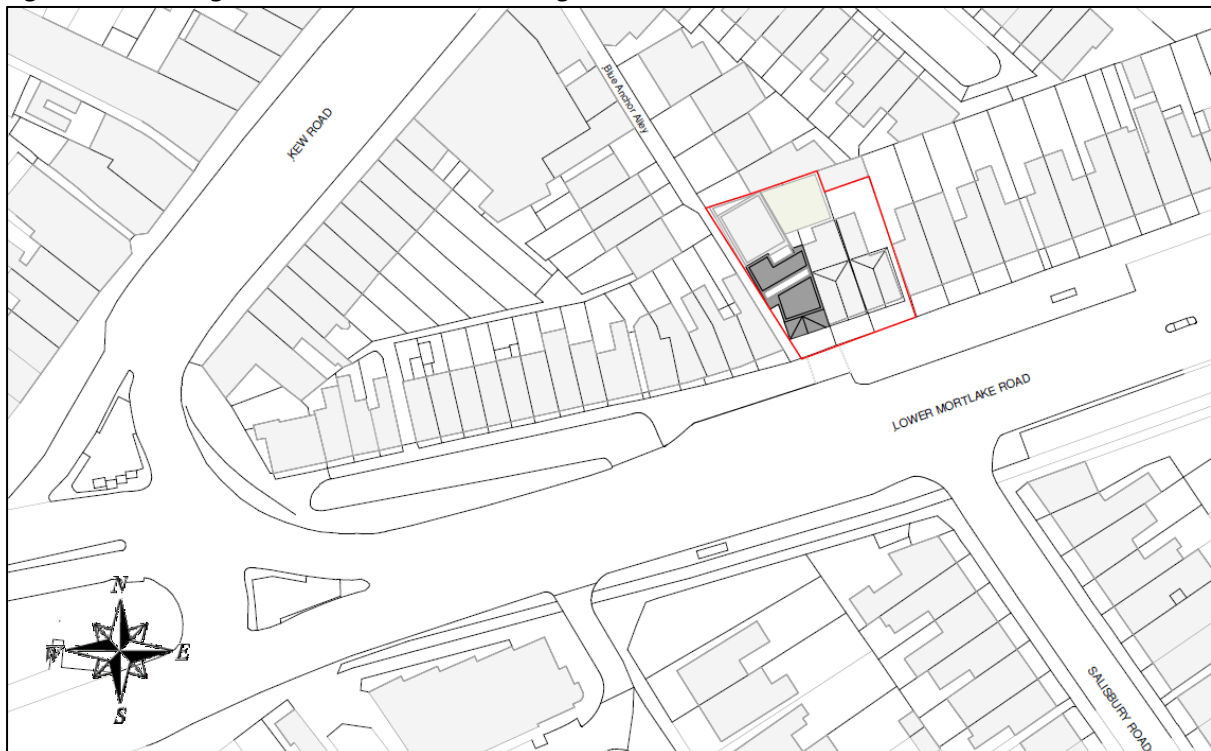 Blue Anchor Alley
KEW ROAD
LOWER MORTLAKE ROAD
N
E
S
SALISBURY ROAD